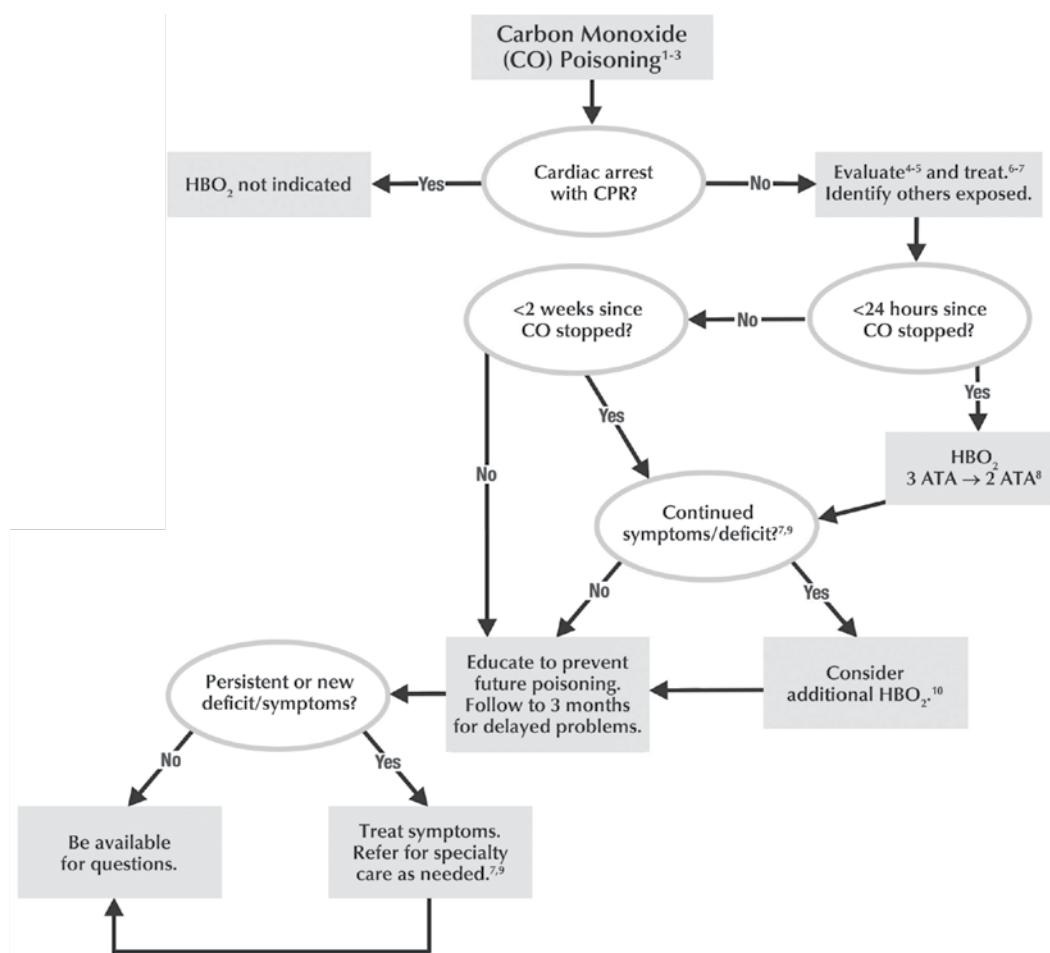 Carbon Monoxide
(CO) Poisoning¹⁻³
Cardiac arrest
with CPR?
Yes
HBO₂ not indicated
No
Evaluate⁴⁻⁵ and treat.⁶⁻⁷
Identify others exposed.
<24 hours since
CO stopped?
No
<2 weeks since
CO stopped?
Yes
HBO₂
3 ATA → 2 ATA⁸
Yes
No
Continued
symptoms/deficit?⁷,⁹
No
Yes
Consider
additional HBO₂.¹⁰
Educate to prevent
future poisoning.
Follow to 3 months
for delayed problems.
Persistent or new
deficit/symptoms?
No
Yes
Be available
for questions.
Treat symptoms.
Refer for specialty
care as needed.⁷,⁹